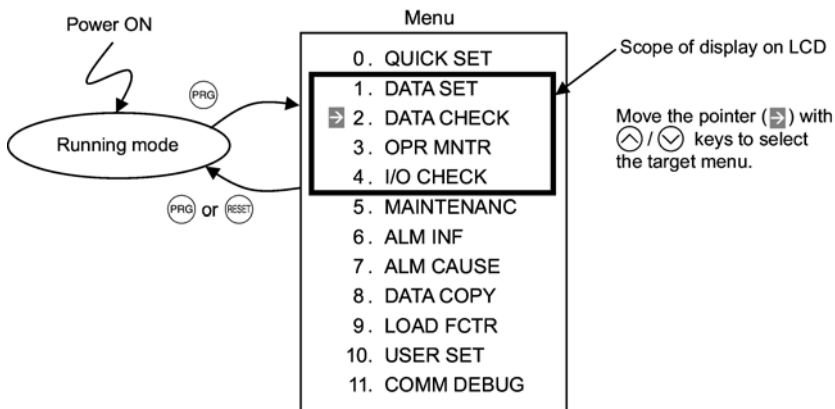 Power ON
PRG
Running mode
PRG or RESET
Menu
0. QUICK SET
1. DATA SET
→ 2. DATA CHECK
3. OPR MNTR
4. I/O CHECK
5. MAINTENANC
6. ALM INF
7. ALM CAUSE
8. DATA COPY
9. LOAD FCTR
10. USER SET
11. COMM DEBUG
Scope of display on LCD
Move the pointer (→) with
/ keys to select
the target menu.